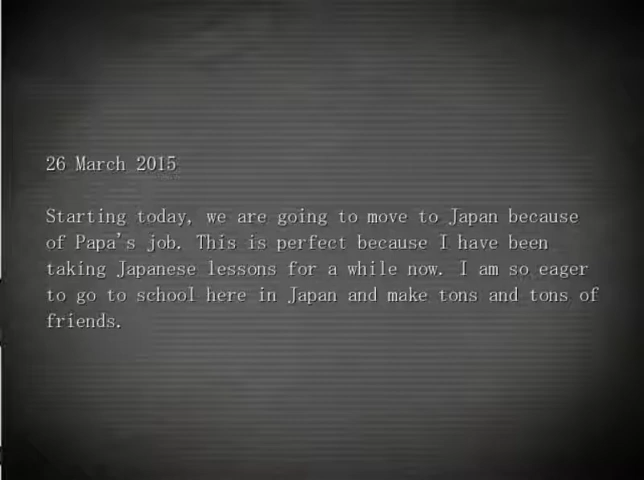 26 March 2015
Starting today, we are going to move to Japan because
of Papa's job. This is perfect because I have been
taking Japanese lessons for a while now. I am so eager
to go to school here in Japan and make tons and tons of
friends.